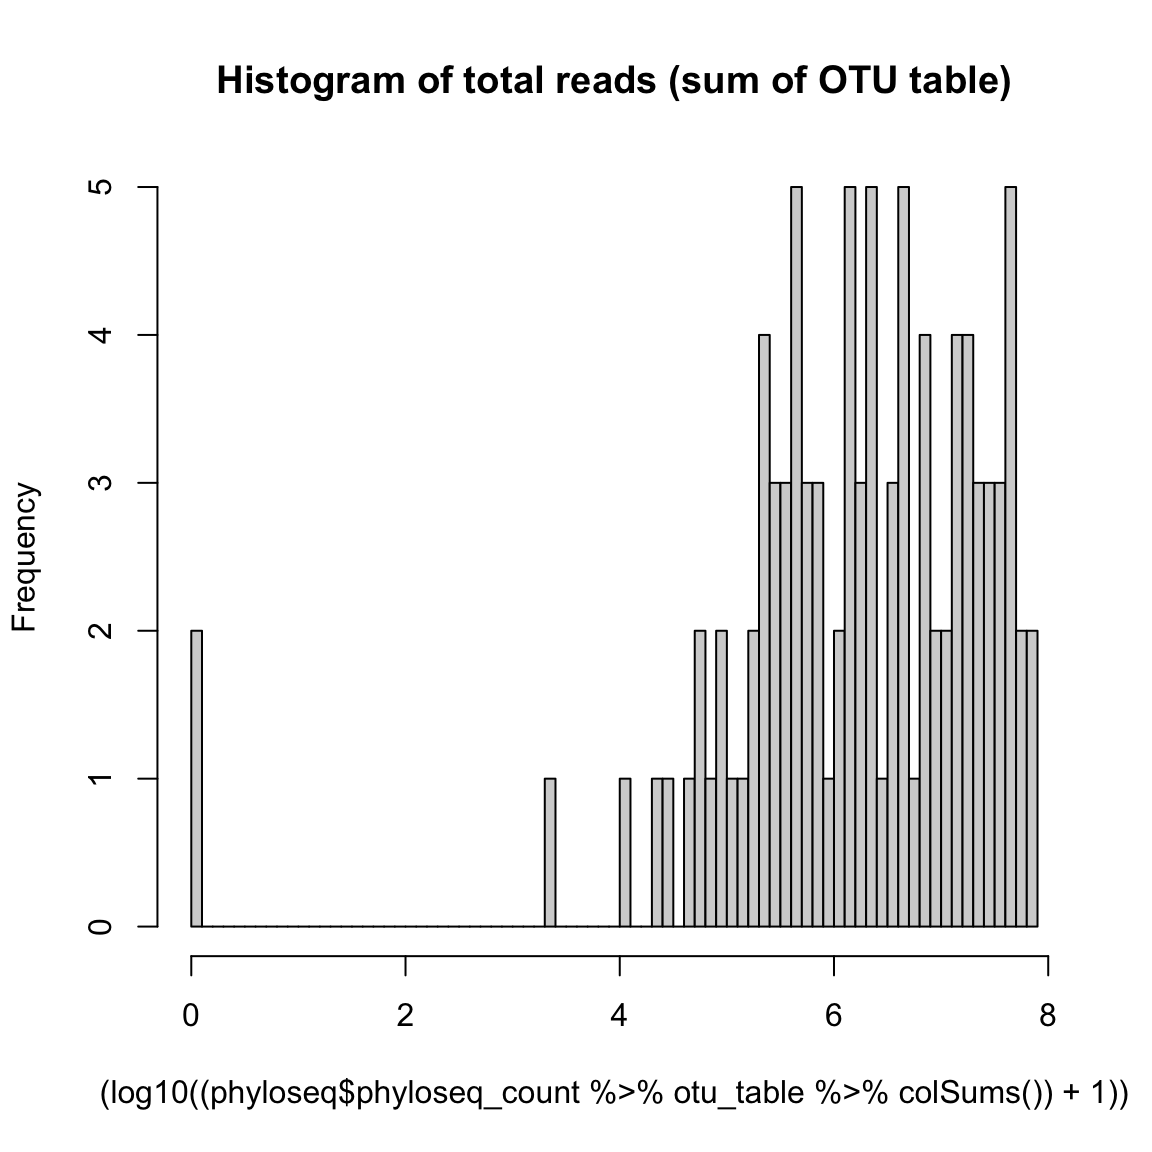 Histogram of total reads (sum of OTU table)
Frequency
5
4
3
2
1
0
0 2 4 6 8
(log10((phyloseq$phyloseq_count %>% otu_table %>% colSums()) + 1))